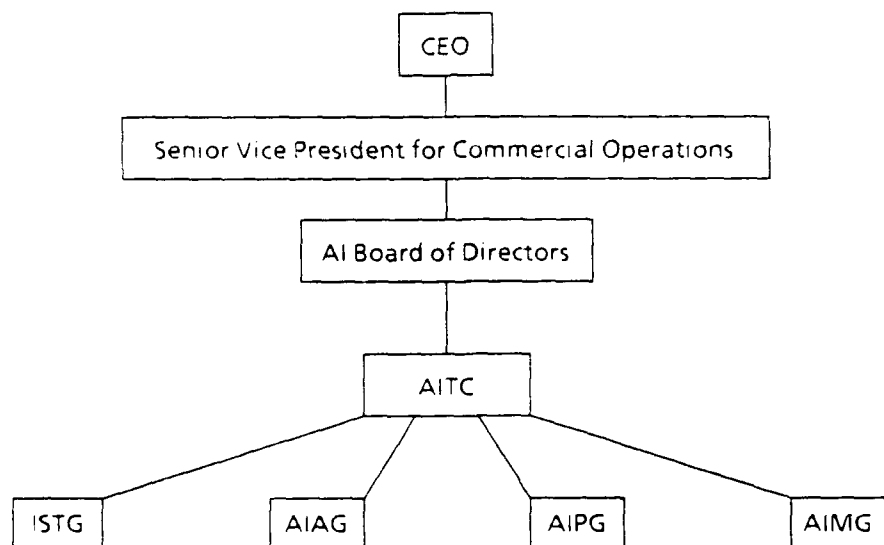 CEO
Senior Vice President for Commercial Operations
AI Board of Directors
AITC
ISTG
AIAG
AIPG
AIMG